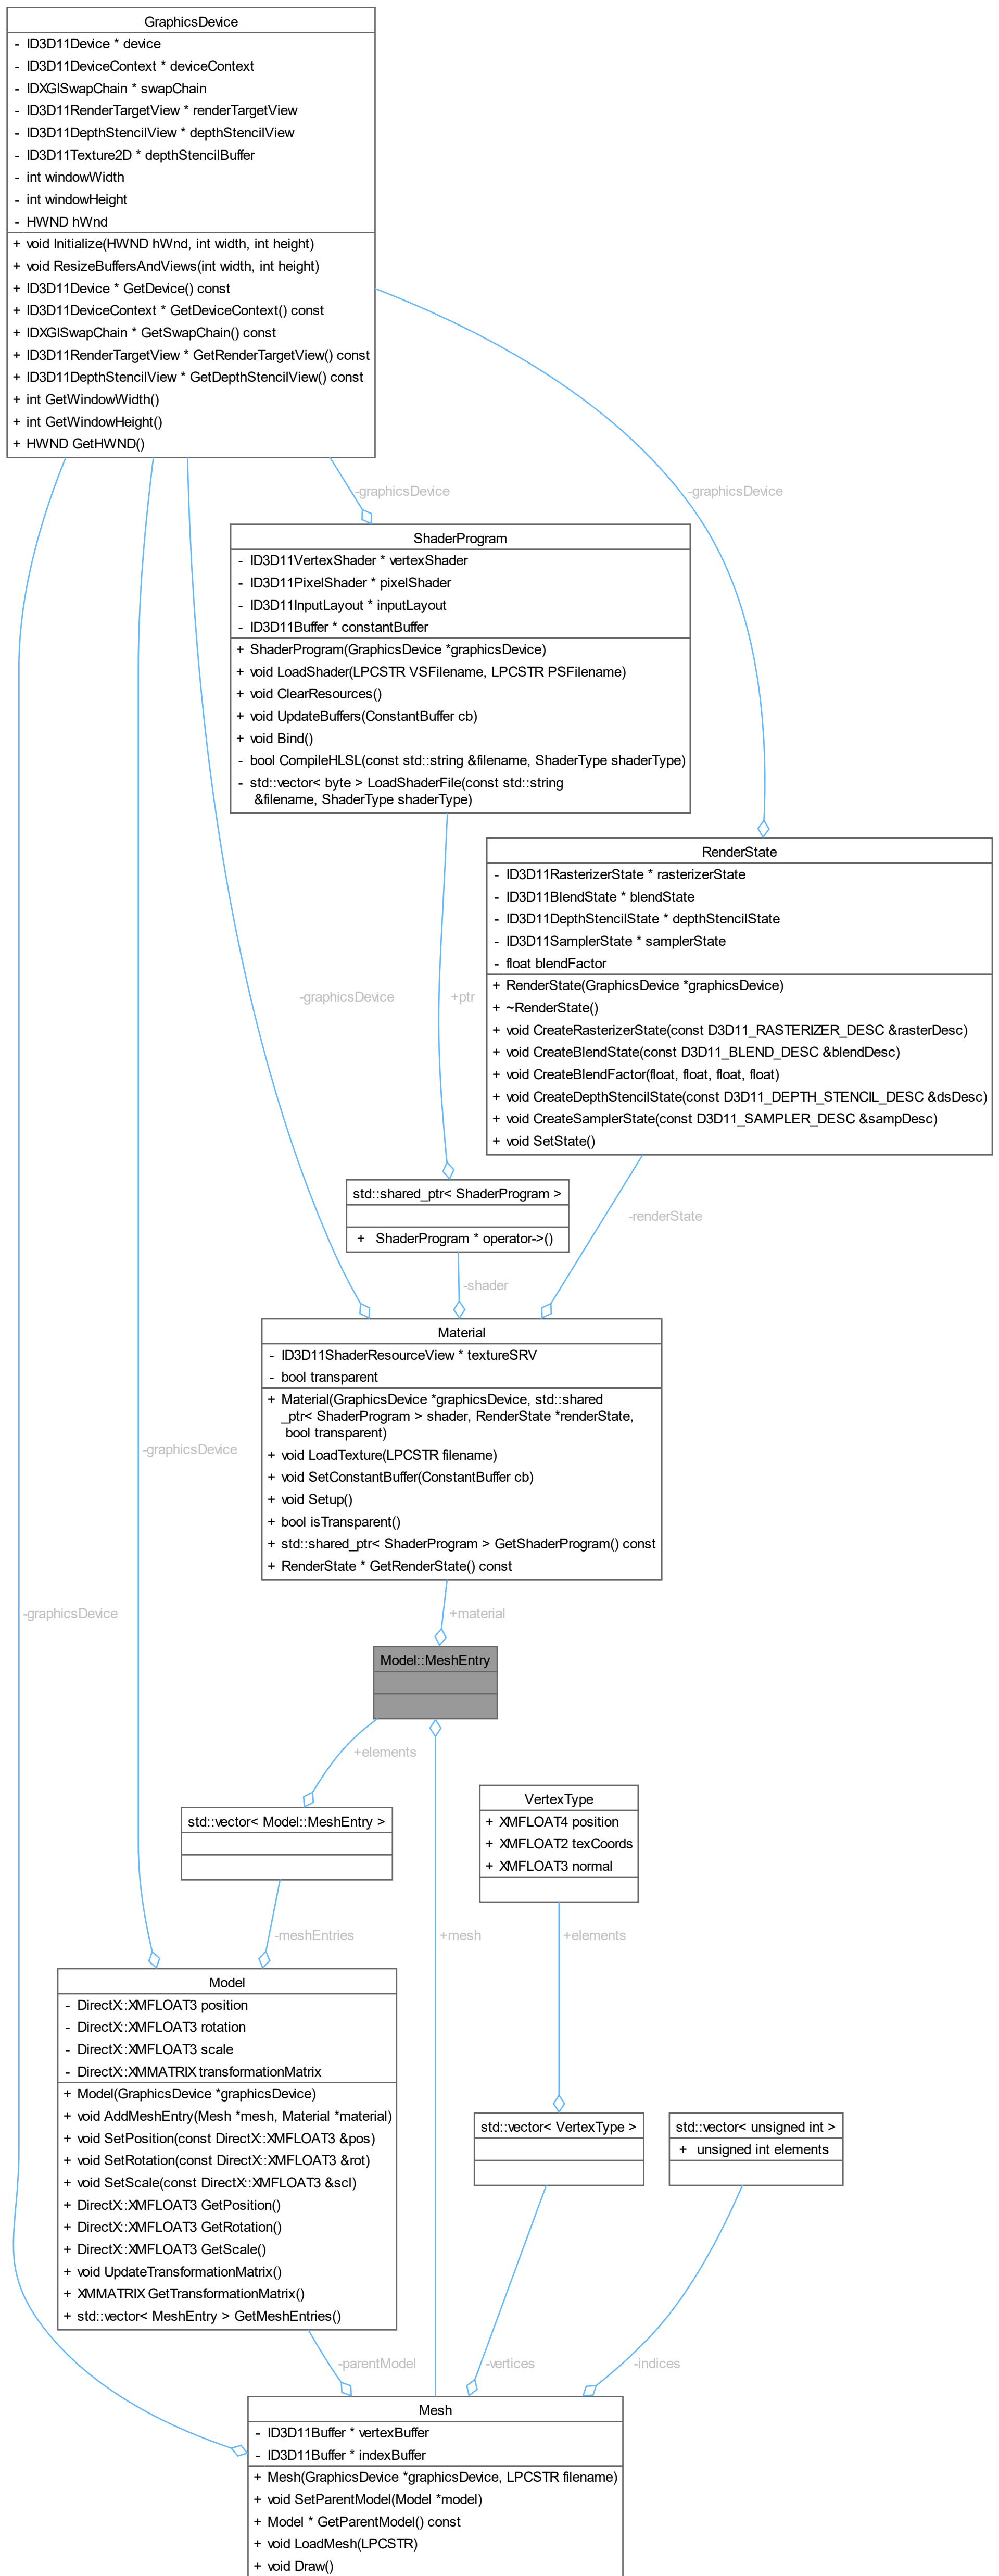 GraphicsDevice
- ID3D11Device * device
- ID3D11DeviceContext * deviceContext
- IDXGISwapChain * swapChain
- ID3D11RenderTargetView * renderTargetView
- ID3D11DepthStencilView * depthStencilView
- ID3D11Texture2D * depthStencilBuffer
- int windowWidth
- int windowHeight
- HWND hWnd
+ void Initialize(HWND hWnd, int width, int height)
+ void ResizeBuffersAndViews(int width, int height)
+ ID3D11Device * GetDevice() const
+ ID3D11DeviceContext * GetDeviceContext() const
+ IDXGISwapChain * GetSwapChain() const
+ ID3D11RenderTargetView * GetRenderTargetView() const
+ ID3D11DepthStencilView * GetDepthStencilView() const
+ int GetWindowWidth()
+ int GetWindowHeight()
+ HWND GetHWND()
-graphicsDevice
-graphicsDevice
ShaderProgram
- ID3D11VertexShader * vertexShader
- ID3D11PixelShader * pixelShader
- ID3D11InputLayout * inputLayout
- ID3D11Buffer * constantBuffer
+ ShaderProgram(GraphicsDevice *graphicsDevice)
+ void LoadShader(LPCSTR VSFilename, LPCSTR PSFilename)
+ void ClearResources()
+ void UpdateBuffers(ConstantBuffer cb)
+ void Bind()
- bool CompileHLSL(const std::string &filename, ShaderType shaderType)
- std::vector< byte > LoadShaderFile(const std::string
&filename, ShaderType shaderType)
RenderState
- ID3D11RasterizerState * rasterizerState
- ID3D11BlendState * blendState
- ID3D11DepthStencilState * depthStencilState
- ID3D11SamplerState * samplerState
- float blendFactor
+ RenderState(GraphicsDevice *graphicsDevice)
+ ~RenderState()
+ void CreateRasterizerState(const D3D11_RASTERIZER_DESC &rasterDesc)
+ void CreateBlendState(const D3D11_BLEND_DESC &blendDesc)
+ void CreateBlendFactor(float, float, float, float)
+ void CreateDepthStencilState(const D3D11_DEPTH_STENCIL_DESC &dsDesc)
+ void CreateSamplerState(const D3D11_SAMPLER_DESC &sampDesc)
+ void SetState()
-graphicsDevice
+ptr
std::shared_ptr< ShaderProgram >
+ ShaderProgram * operator->()
-renderState
-shader
Material
- ID3D11ShaderResourceView * textureSRV
- bool transparent
+ Material(GraphicsDevice *graphicsDevice, std::shared
_ptr< ShaderProgram > shader, RenderState *renderState,
bool transparent)
+ void LoadTexture(LPCSTR filename)
+ void SetConstantBuffer(ConstantBuffer cb)
+ void Setup()
+ bool isTransparent()
+ std::shared_ptr< ShaderProgram > GetShaderProgram() const
+ RenderState * GetRenderState() const
-graphicsDevice
-graphicsDevice
+material
Model::MeshEntry
+elements
std::vector< Model::MeshEntry >
VertexType
+ XMFLOAT4 position
+ XMFLOAT2 texCoords
+ XMFLOAT3 normal
-meshEntries
+mesh
+elements
Model
- DirectX::XMFLOAT3 position
- DirectX::XMFLOAT3 rotation
- DirectX::XMFLOAT3 scale
- DirectX::XMMATRIX transformationMatrix
+ Model(GraphicsDevice *graphicsDevice)
+ void AddMeshEntry(Mesh *mesh, Material *material)
+ void SetPosition(const DirectX::XMFLOAT3 &pos)
+ void SetRotation(const DirectX::XMFLOAT3 &rot)
+ void SetScale(const DirectX::XMFLOAT3 &scl)
+ DirectX::XMFLOAT3 GetPosition()
+ DirectX::XMFLOAT3 GetRotation()
+ DirectX::XMFLOAT3 GetScale()
+ void UpdateTransformationMatrix()
+ XMMATRIX GetTransformationMatrix()
+ std::vector< MeshEntry > GetMeshEntries()
std::vector< VertexType >
std::vector< unsigned int >
+ unsigned int elements
-parentModel
-vertices
-indices
Mesh
- ID3D11Buffer * vertexBuffer
- ID3D11Buffer * indexBuffer
+ Mesh(GraphicsDevice *graphicsDevice, LPCSTR filename)
+ void SetParentModel(Model *model)
+ Model * GetParentModel() const
+ void LoadMesh(LPCSTR)
+ void Draw()